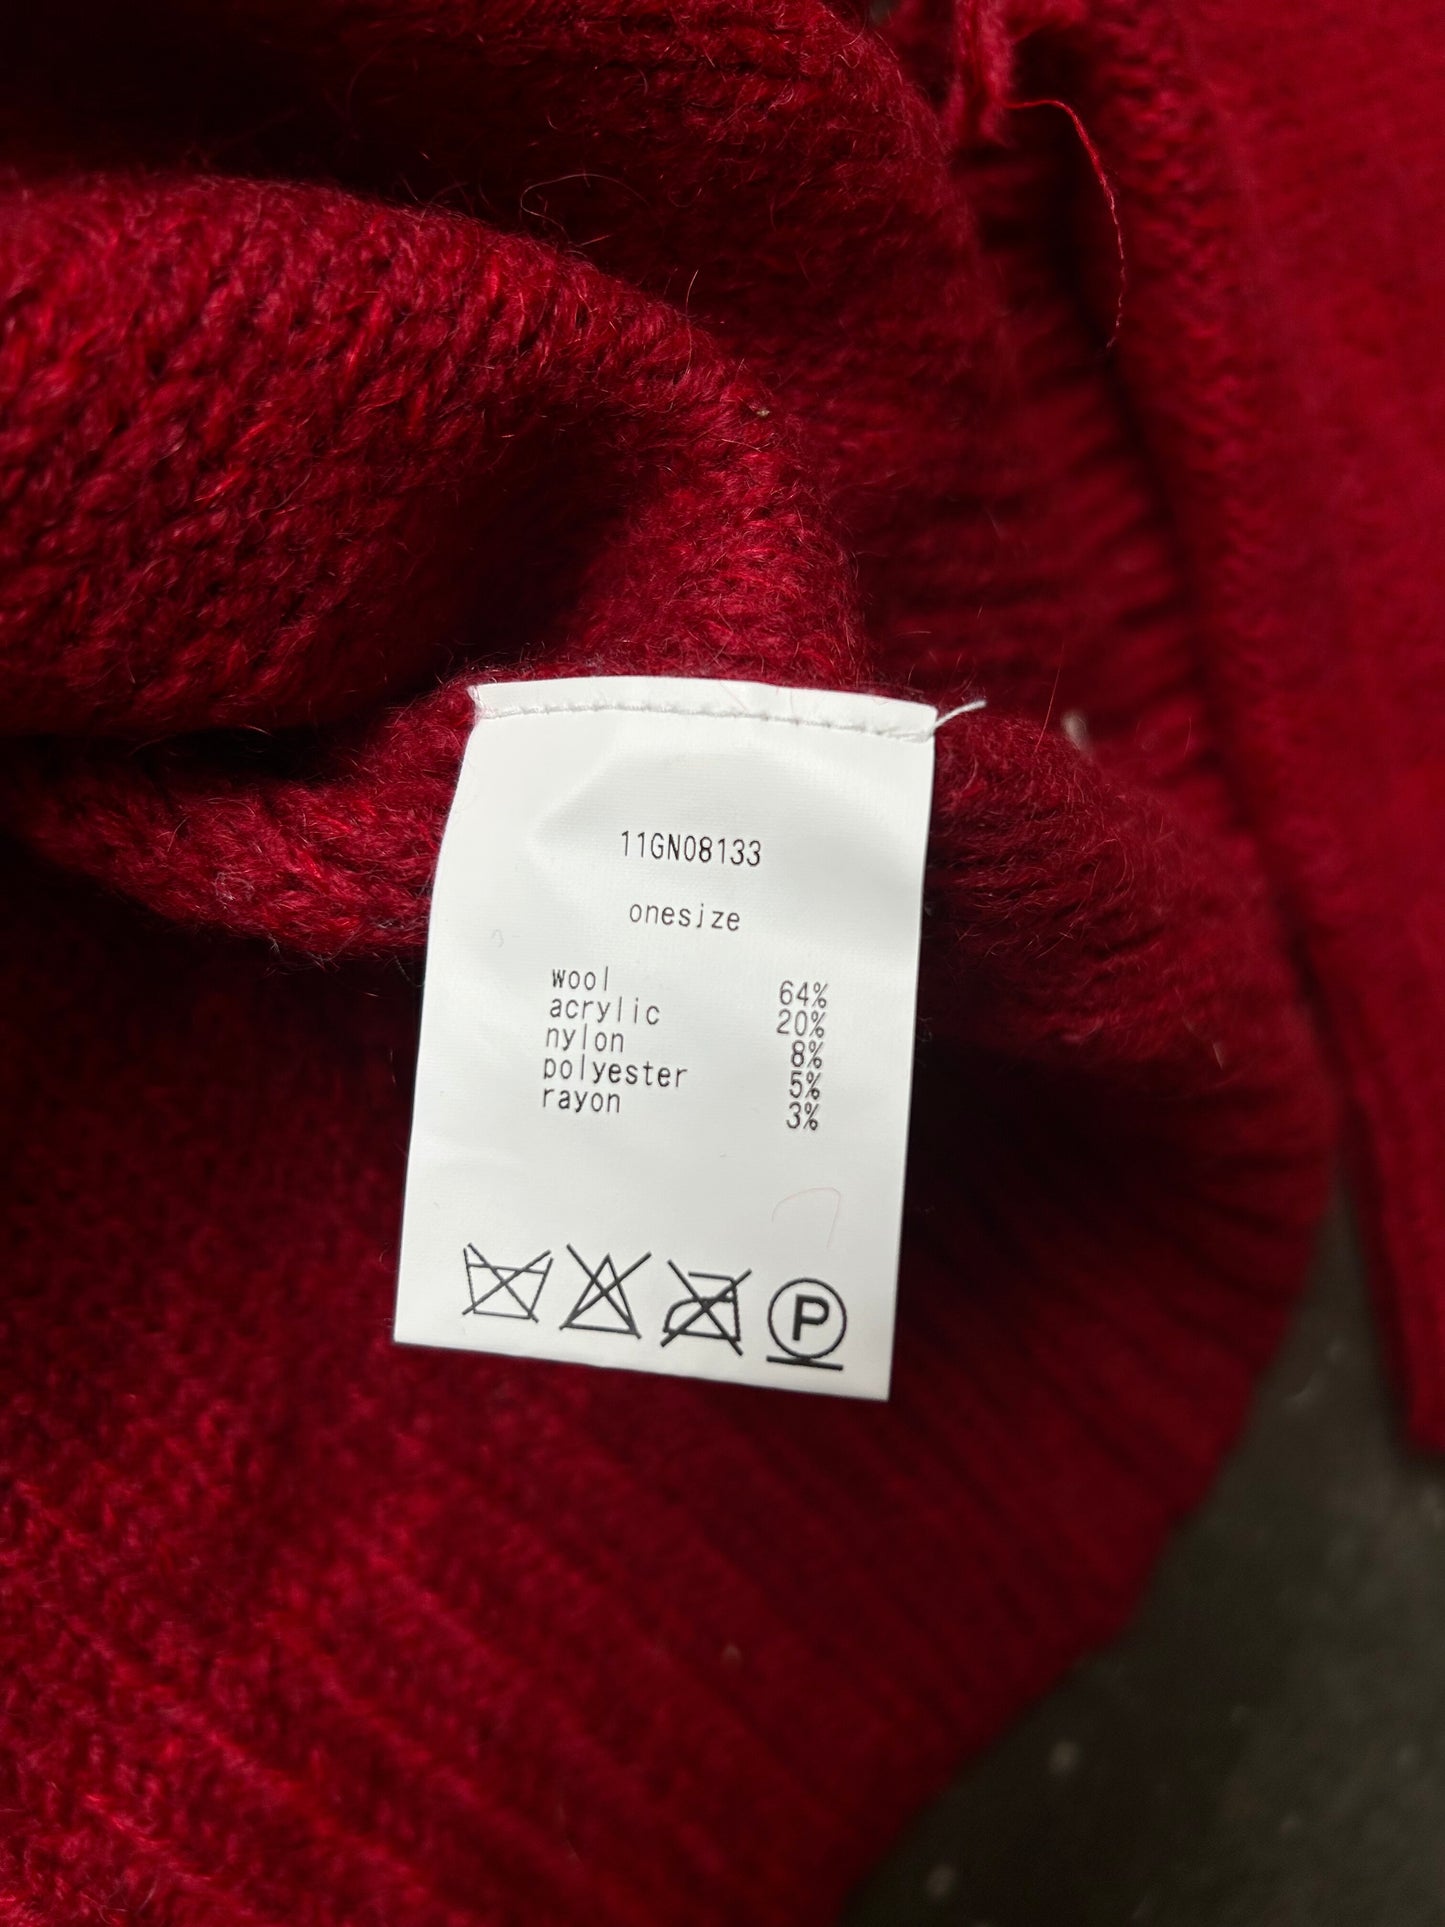 11GN08133
onesize
wool 64%
acrylic 20%
nylon 8%
polyester 5%
rayon 3%
P